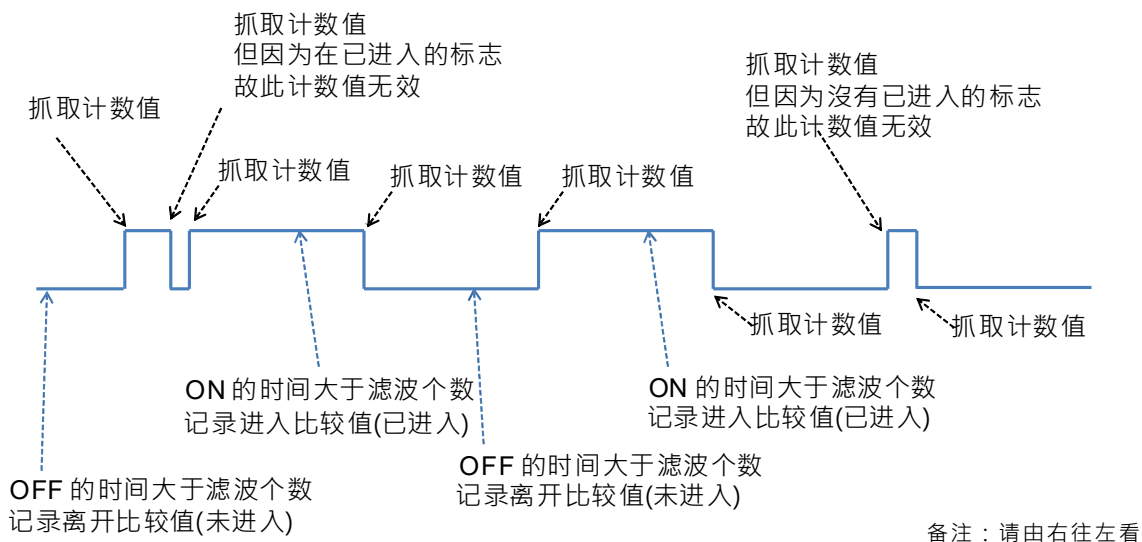 抓取计数值
但因为在已进入的标志
故此计数值无效
抓取计数值
但因为沒有已进入的标志
故此计数值无效
抓取计数值
抓取计数值
抓取计数值
抓取计数值
抓取计数值
抓取计数值
ON 的时间大于滤波个数
记录进入比较值(已进入)
ON 的时间大于滤波个数
记录进入比较值(已进入)
OFF 的时间大于滤波个数
记录离开比较值(未进入)
OFF 的时间大于滤波个数
记录离开比较值(未进入)
备注：请由右往左看